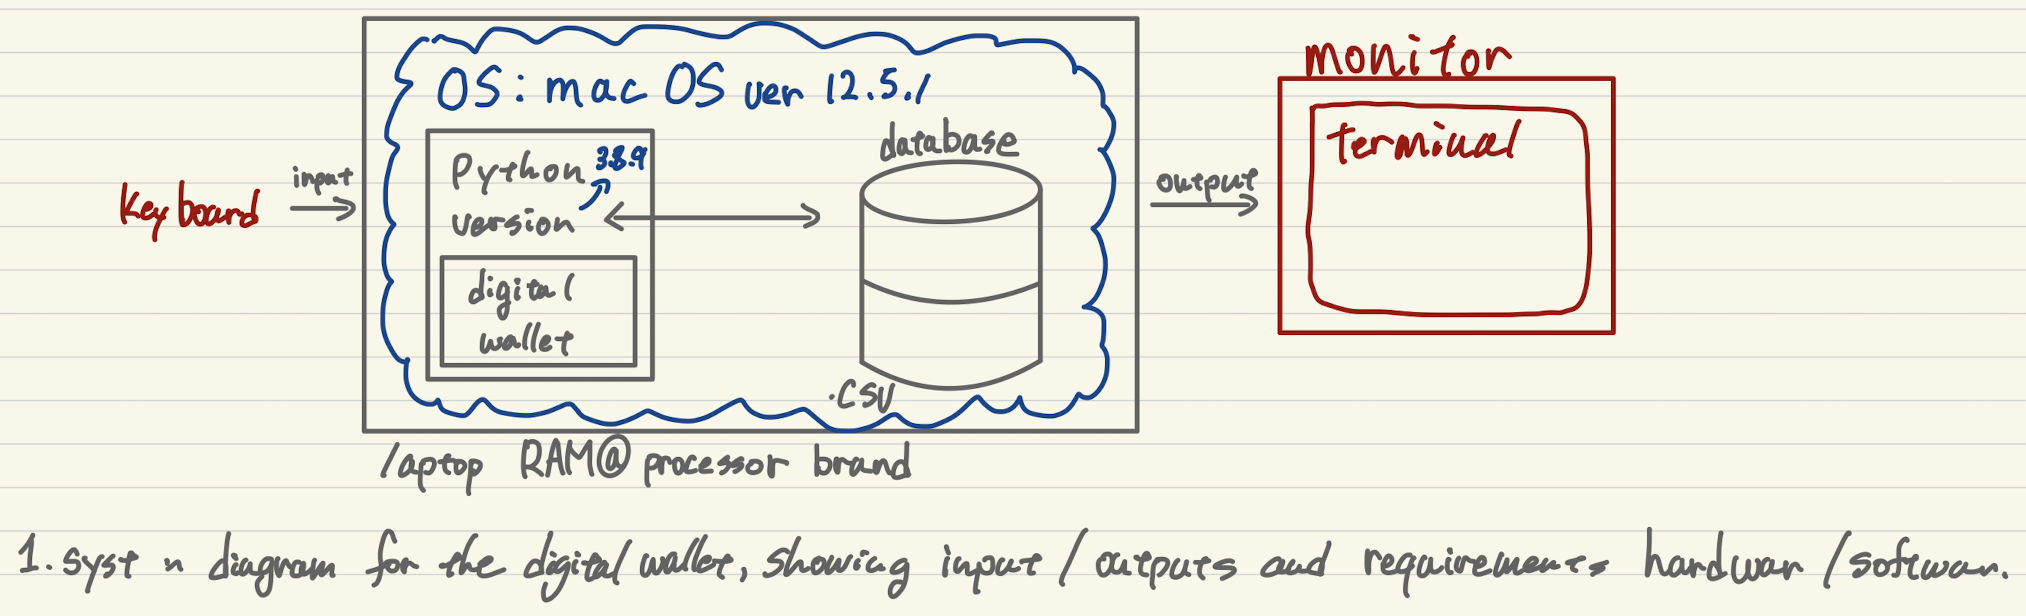 OS: mac OS ver 12.5.1
monitor
terminal
database
Python 3.8.9
version
input
output
keyboard
digital
wallet
.CSV
laptop RAM@processor brand
1. syst n diagram for the digital wallet, showing input / outputs and requirements hardwar / softwar.